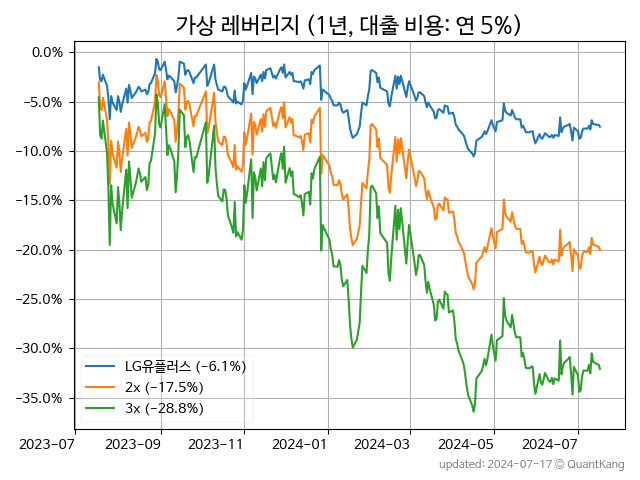 가상 레버리지 (1년, 대출 비용: 연 5%)
0.0%
−5.0%
−10.0%
−15.0%
−20.0%
−25.0%
−30.0%
−35.0%
LG유플러스 (−6.1%)
2x (−17.5%)
3x (−28.8%)
2023-07 2023-09 2023-11 2024-01 2024-03 2024-05 2024-07
updated: 2024-07-17 © QuantKang